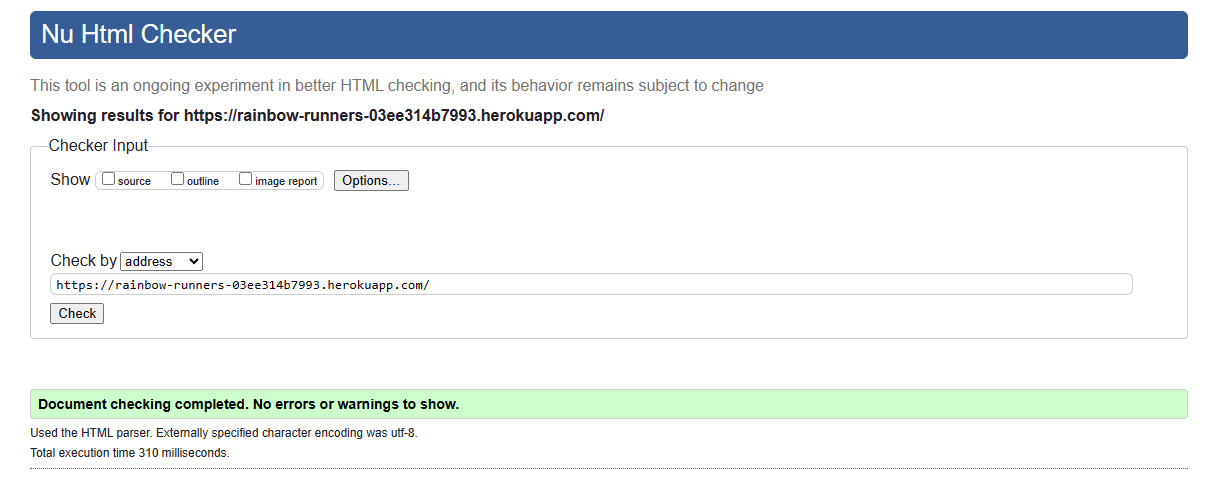 Nu Html Checker
This tool is an ongoing experiment in better HTML checking, and its behavior remains subject to change
Showing results for https://rainbow-runners-03ee314b7993.herokuapp.com/
Checker Input
Show source outline image report Options...
Check by address
https://rainbow-runners-03ee314b7993.herokuapp.com/
Check
Document checking completed. No errors or warnings to show.
Used the HTML parser. Externally specified character encoding was utf-8.
Total execution time 310 milliseconds.